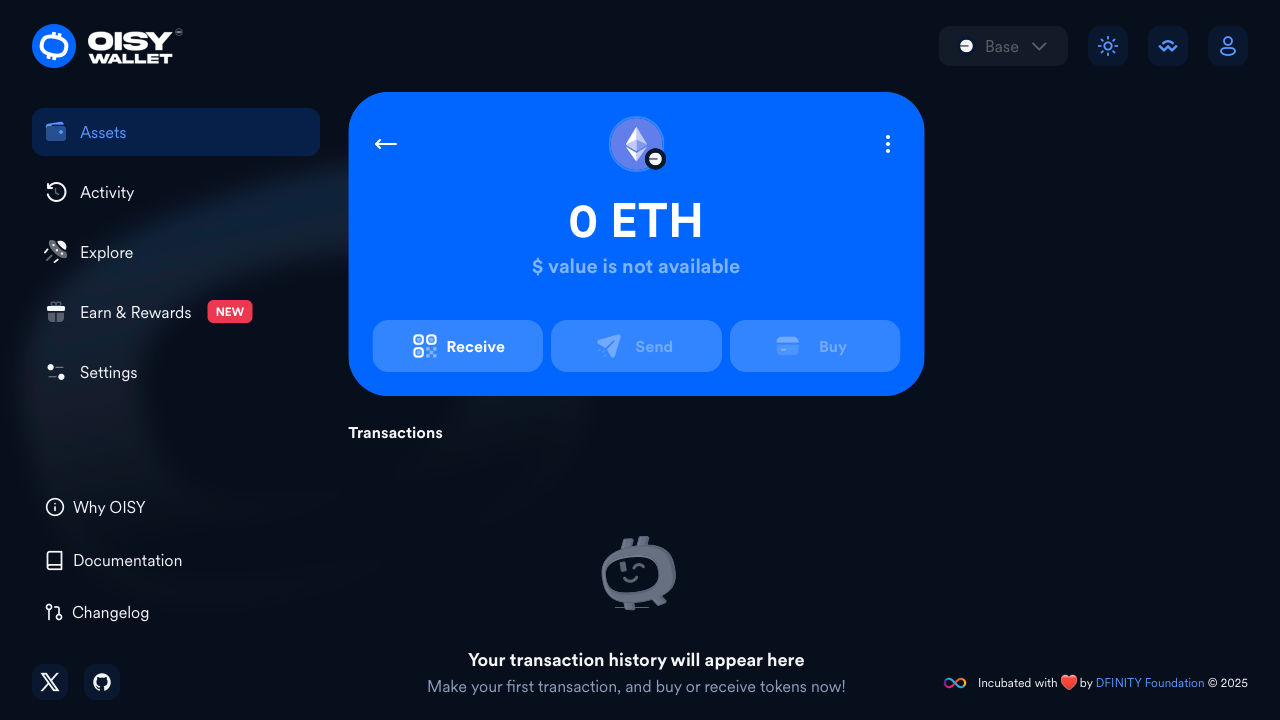 OISY
WALLET
Base
Assets
Activity
Explore
Earn & Rewards NEW
Settings
0 ETH
$ value is not available
Receive
Send
Buy
Transactions
Why OISY
Documentation
Changelog
Your transaction history will appear here
Make your first transaction, and buy or receive tokens now!
Incubated with ❤️ by DFINITY Foundation © 2025